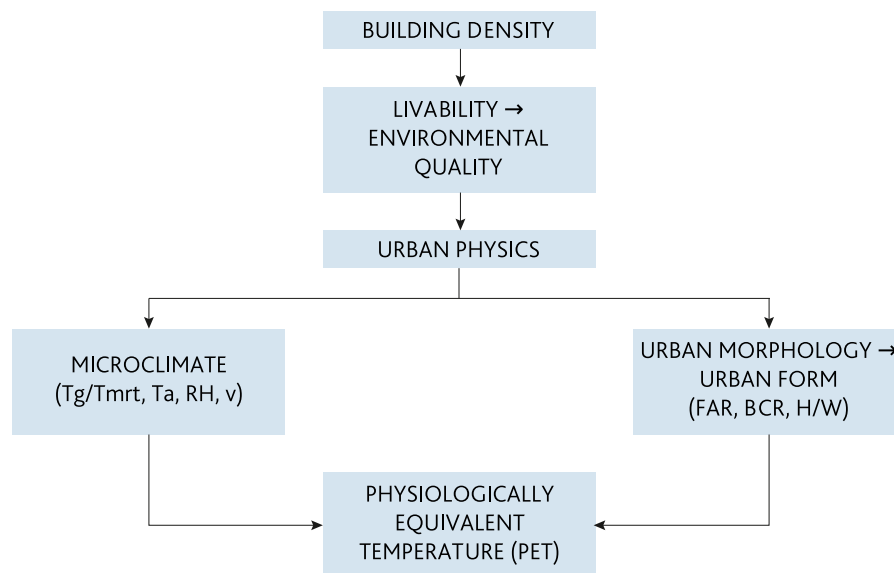 BUILDING DENSITY
LIVABILITY →
ENVIRONMENTAL
QUALITY
URBAN PHYSICS
MICROCLIMATE
(Tg/Tmrt, Ta, RH, v)
URBAN MORPHOLOGY →
URBAN FORM
(FAR, BCR, H/W)
PHYSIOLOGICALLY
EQUIVALENT
TEMPERATURE (PET)